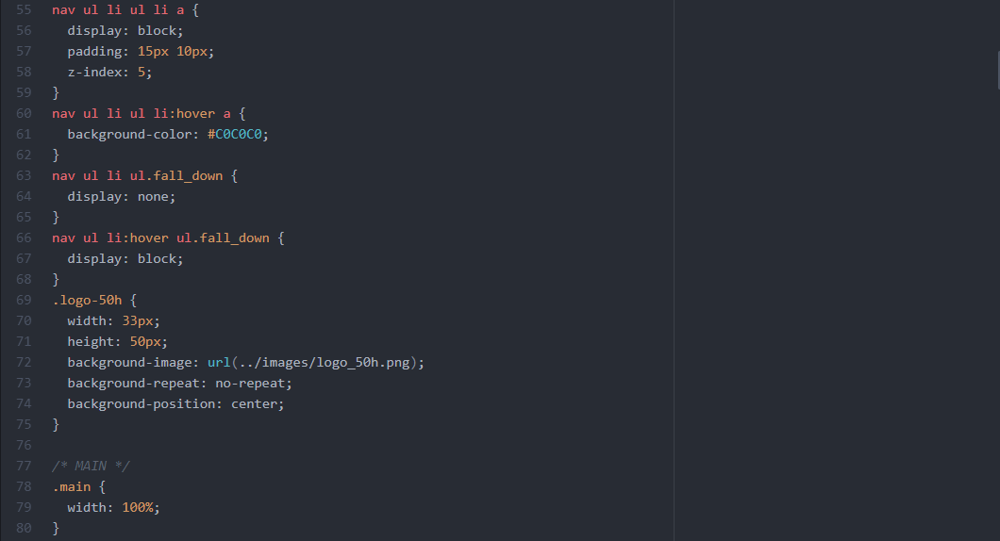 55 nav ul li ul li a {
56   display: block;
57   padding: 15px 10px;
58   z-index: 5;
59 }
60 nav ul li ul li:hover a {
61   background-color: #C0C0C0;
62 }
63 nav ul li ul.fall_down {
64   display: none;
65 }
66 nav ul li:hover ul.fall_down {
67   display: block;
68 }
69 .logo-50h {
70   width: 33px;
71   height: 50px;
72   background-image: url(../images/logo_50h.png);
73   background-repeat: no-repeat;
74   background-position: center;
75 }
76
77 /* MAIN */
78 .main {
79   width: 100%;
80 }